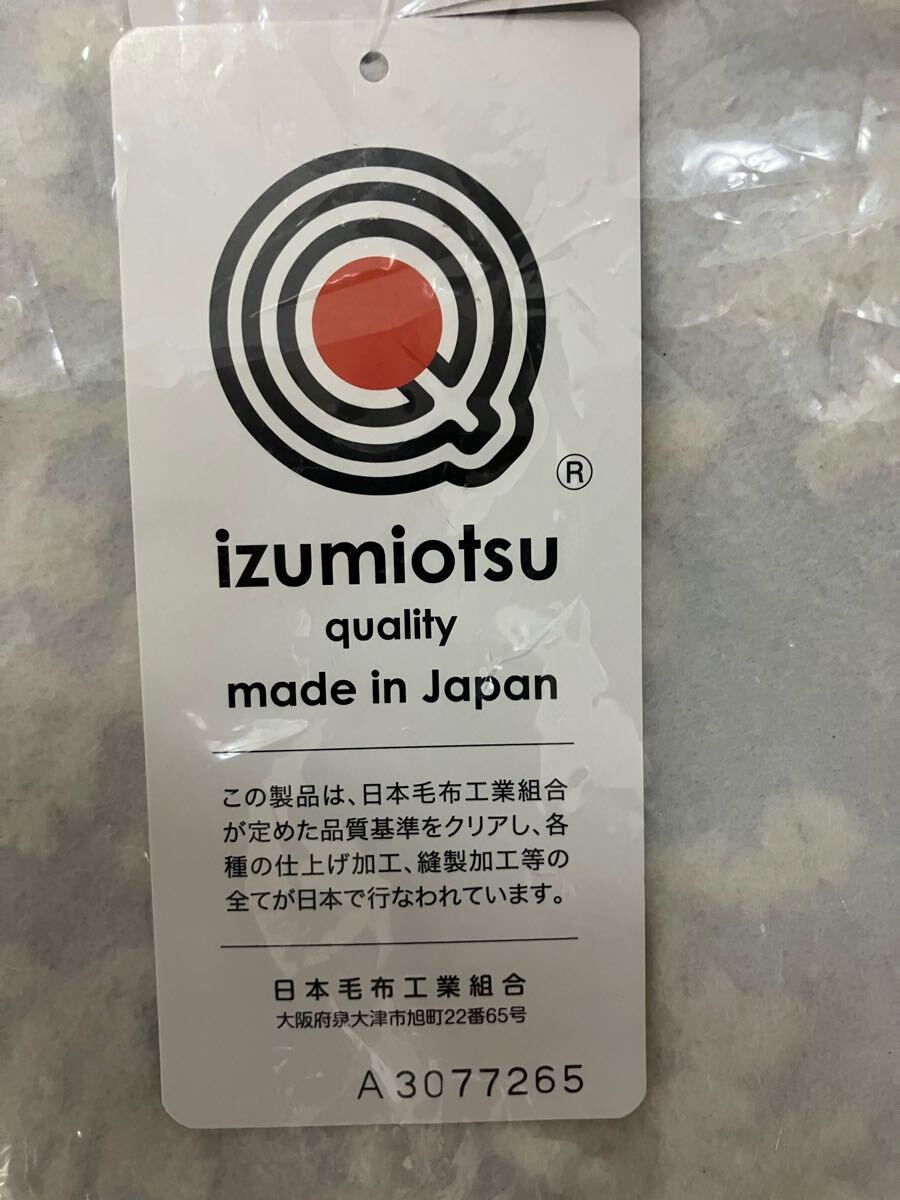 ®
izumiotsu
quality
made in Japan
この製品は、日本毛布工業組合
が定めた品質基準をクリアし、各
種の仕上げ加工、縫製加工等の
全てが日本で行なわれています。
日本毛布工業組合
大阪府泉大津市旭町22番65号
A3077265